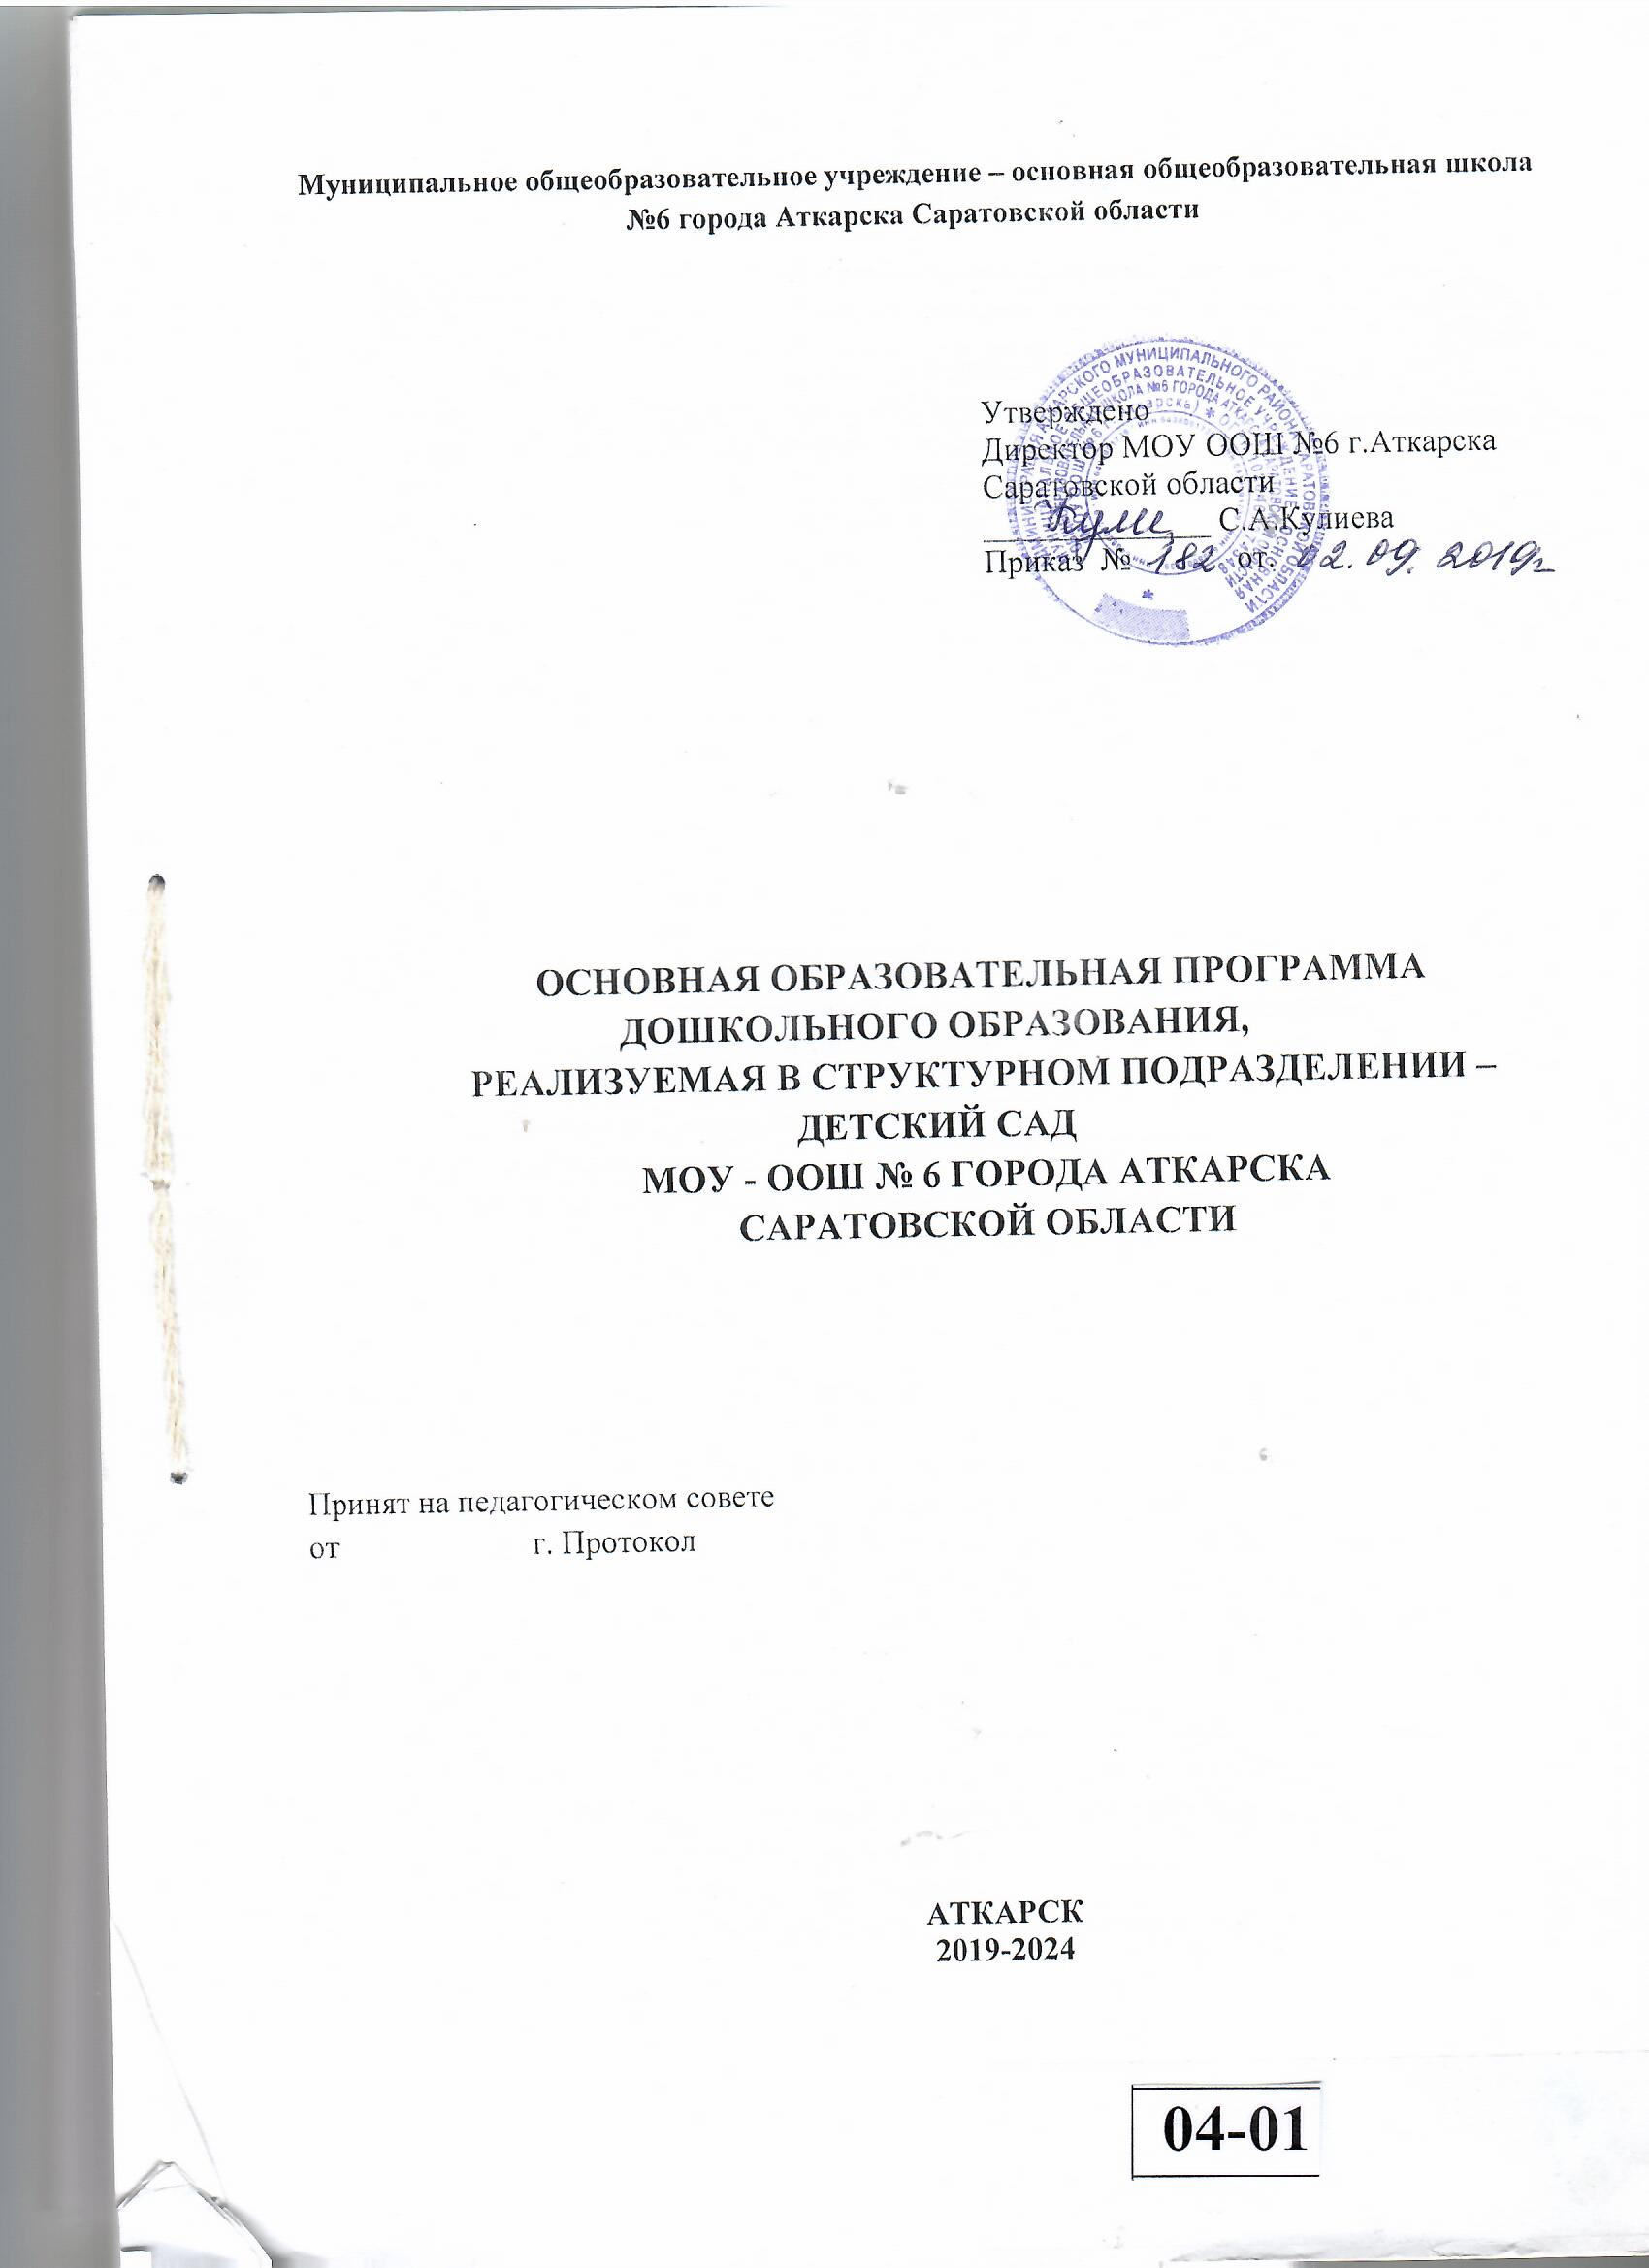 Муниципальное общеобразовательное учреждение – основная общеобразовательная школа
№6 города Аткарска Саратовской области
Утверждено
Директор МОУ ООШ №6 г.Аткарска
Саратовской области
С.А.Кулиева
Приказ № 182 от. 02.09.2019г
ОСНОВНАЯ ОБРАЗОВАТЕЛЬНАЯ ПРОГРАММА
ДОШКОЛЬНОГО ОБРАЗОВАНИЯ,
РЕАЛИЗУЕМАЯ В СТРУКТУРНОМ ПОДРАЗДЕЛЕНИИ –
ДЕТСКИЙ САД
МОУ - ООШ № 6 ГОРОДА АТКАРСКА
САРАТОВСКОЙ ОБЛАСТИ
Принят на педагогическом совете
от г. Протокол
АТКАРСК
2019-2024
04-01